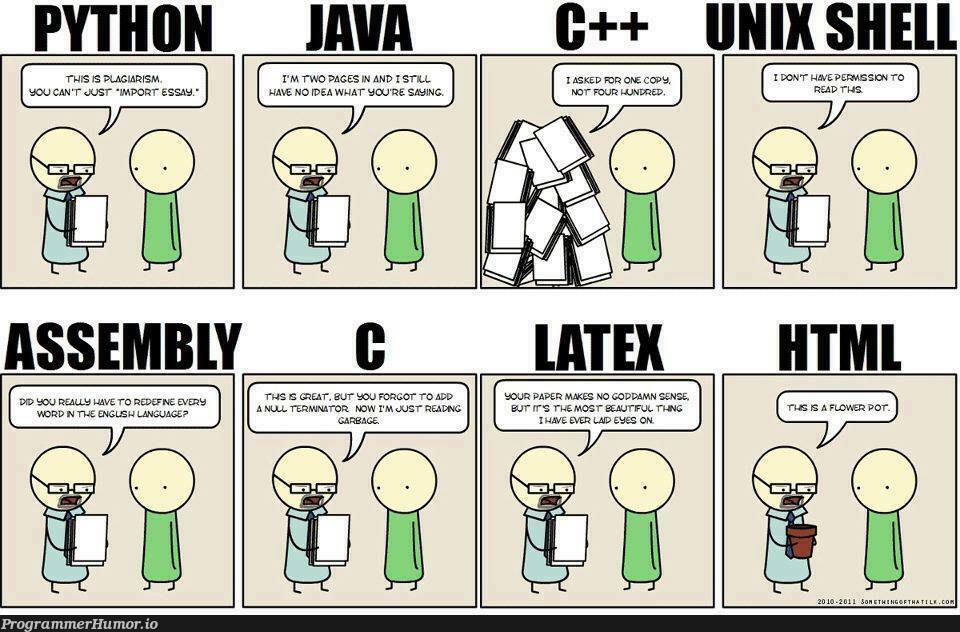 PYTHON
THIS IS PLAGIARISM.
YOU CAN'T JUST "IMPORT ESSAY."
JAVA
I'M TWO PAGES IN AND I STILL
HAVE NO IDEA WHAT YOU'RE SAYING.
C++
I ASKED FOR ONE COPY,
NOT FOUR HUNDRED.
UNIX SHELL
I DON'T HAVE PERMISSION TO
READ THIS.
ASSEMBLY
DID YOU REALLY HAVE TO REDEFINE EVERY
WORD IN THE ENGLISH LANGUAGE?
C
THIS IS GREAT, BUT YOU FORGOT TO ADD
A NULL TERMINATOR. NOW I'M JUST READING
GARBAGE.
LATEX
YOUR PAPER MAKES NO GODDAMN SENSE,
BUT IT'S THE MOST BEAUTIFUL THING
I HAVE EVER LAID EYES ON.
HTML
THIS IS A FLOWER POT.
2010-2011 SOMETHINGOFTHATILK.COM
ProgrammerHumor.io